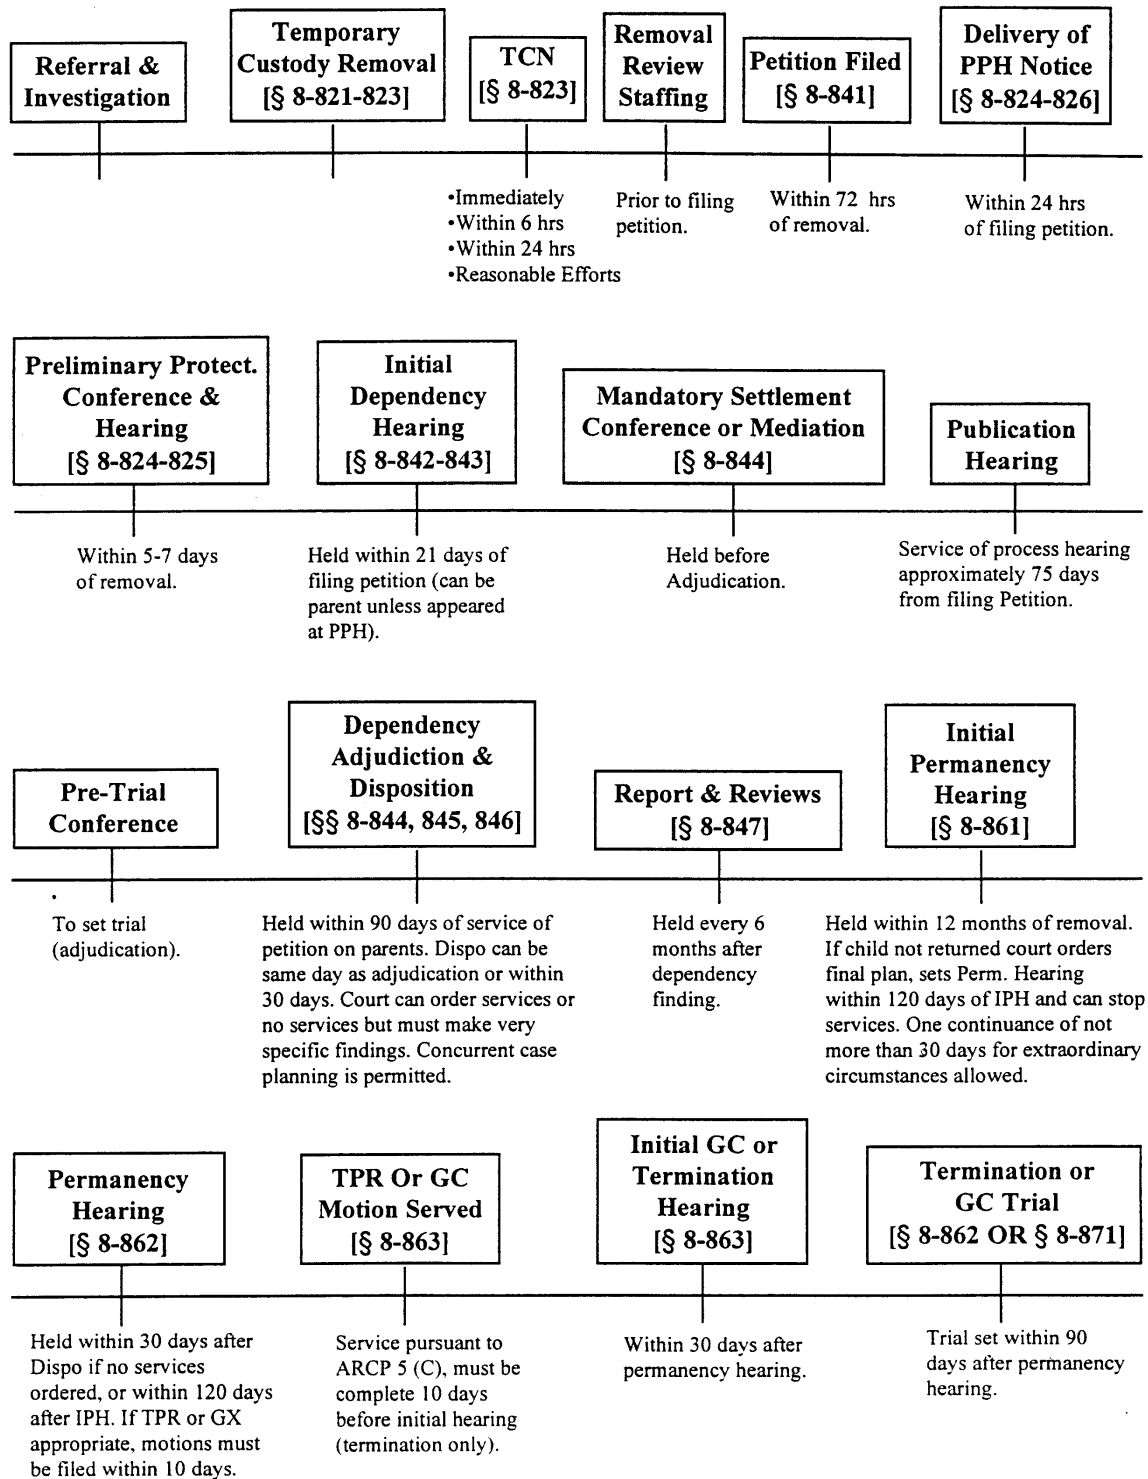 Referral &
Investigation
Temporary
Custody Removal
[§ 8-821-823]
TCN
[§ 8-823]
Removal
Review
Staffing
Petition Filed
[§ 8-841]
Delivery of
PPH Notice
[§ 8-824-826]
•Immediately
•Within 6 hrs
•Within 24 hrs
•Reasonable Efforts
Prior to filing
petition.
Within 72 hrs
of removal.
Within 24 hrs
of filing petition.
Preliminary Protect.
Conference &
Hearing
[§ 8-824-825]
Initial
Dependency
Hearing
[§ 8-842-843]
Mandatory Settlement
Conference or Mediation
[§ 8-844]
Publication
Hearing
Within 5-7 days
of removal.
Held within 21 days of
filing petition (can be
parent unless appeared
at PPH).
Held before
Adjudication.
Service of process hearing
approximately 75 days
from filing Petition.
Pre-Trial
Conference
Dependency
Adjudiction &
Disposition
[§§ 8-844, 845, 846]
Report & Reviews
[§ 8-847]
Initial
Permanency
Hearing
[§ 8-861]
To set trial
(adjudication).
Held within 90 days of service of
petition on parents. Dispo can be
same day as adjudication or within
30 days. Court can order services or
no services but must make very
specific findings. Concurrent case
planning is permitted.
Held every 6
months after
dependency
finding.
Held within 12 months of removal.
If child not returned court orders
final plan, sets Perm. Hearing
within 120 days of IPH and can stop
services. One continuance of not
more than 30 days for extraordinary
circumstances allowed.
Permanency
Hearing
[§ 8-862]
TPR Or GC
Motion Served
[§ 8-863]
Initial GC or
Termination
Hearing
[§ 8-863]
Termination or
GC Trial
[§ 8-862 OR § 8-871]
Held within 30 days after
Dispo if no services
ordered, or within 120 days
after IPH. If TPR or GX
appropriate, motions must
be filed within 10 days.
Service pursuant to
ARCP 5 (C), must be
complete 10 days
before initial hearing
(termination only).
Within 30 days after
permanency hearing.
Trial set within 90
days after permanency
hearing.